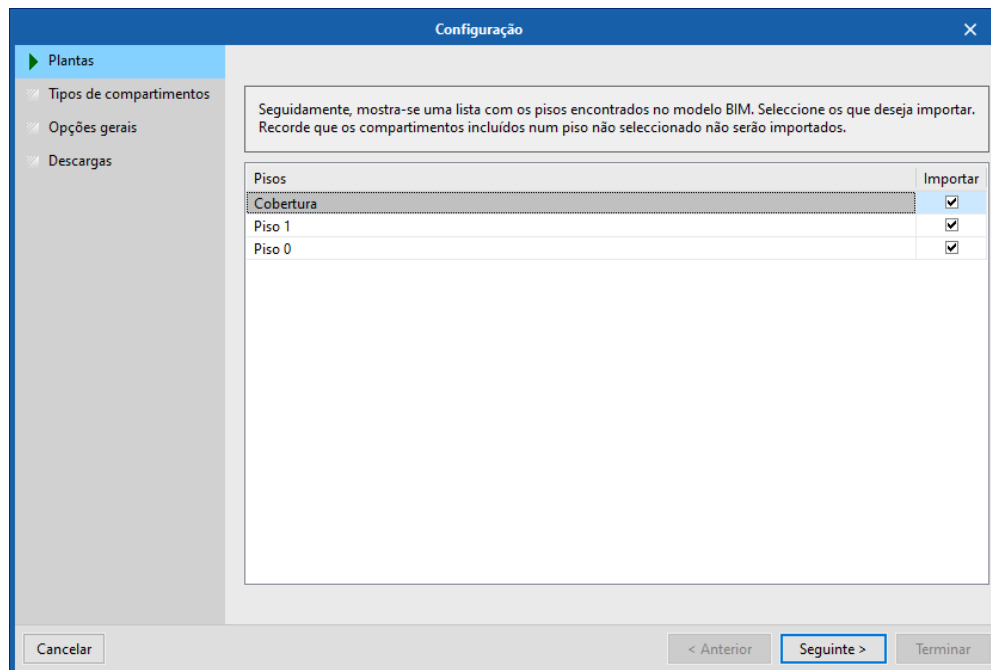 Configuração
Plantas
Tipos de compartimentos
Opções gerais
Descargas
Seguidamente, mostra-se uma lista com os pisos encontrados no modelo BIM. Seleccione os que deseja importar.
Recorde que os compartimentos incluídos num piso não seleccionado não serão importados.
Pisos Importar
Cobertura
Piso 1
Piso 0
Cancelar < Anterior Seguinte > Terminar